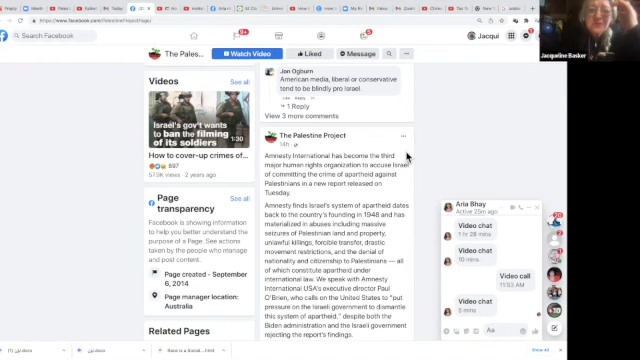 https://www.facebook.com/Palestine
Search Facebook
9+
Jacqui
Jacqueline Basker
The Pales...
Watch Video
Liked
Message
Jon Ogburn
American media, liberal or conservative
tend to be blindly pro Israel.
Like Reply 2y
1 Reply
View 3 more comments
Videos
See all
Israel's gov't wants
to ban the filming
of its soldiers
1:30
How to cover-up crimes of...
897
57.9K views · 2 years ago
Page
transparency
See all
Facebook is showing information
to help you better understand
the purpose of a Page. See actions
taken by the people who manage
and post content.
Page created - September
6, 2014
Page manager location:
Australia
Related Pages
The Palestine Project
14h
Amnesty International has become the third
major human rights organization to accuse Israel
of committing the crime of apartheid against
Palestinians in a new report released on
Tuesday.
Amnesty finds Israel's system of apartheid dates
back to the country's founding in 1948 and has
materialized in abuses including massive
seizures of Palestinian land and property,
unlawful killings, forcible transfer, drastic
movement restrictions, and the denial of
nationality and citizenship to Palestinians — all
of which constitute apartheid under
international law. We speak with Amnesty
International USA's executive director Paul
O'Brien, who calls on the United States to "put
pressure on the Israeli government to dismantle
this system of apartheid," despite both the
Biden administration and the Israeli government
rejecting the report's findings.
Aria Bhay
Active 25m ago
Video chat
1 hr 28 mins
Video chat
10 mins
Video call
11:53 AM
Video chat
5 mins
Aa
20
+10
Show All